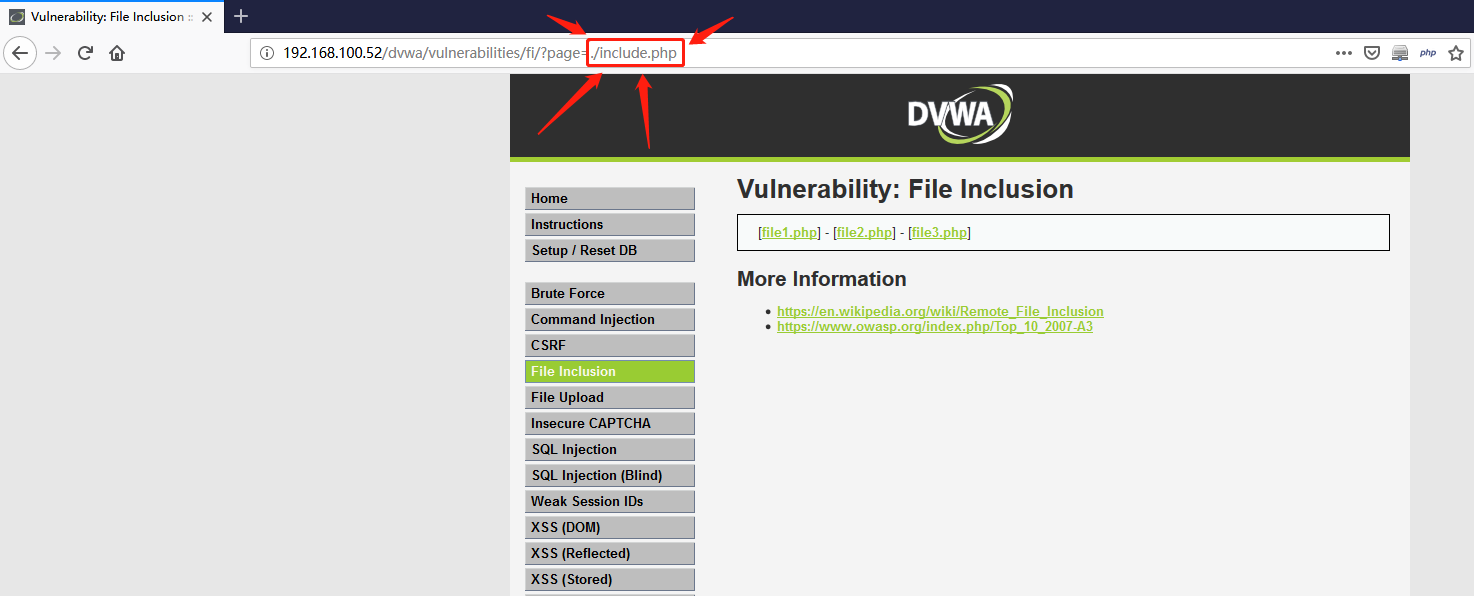 Vulnerability: File Inclusion ::
192.168.100.52/dvwa/vulnerabilities/fi/?page=./include.php
php
DVWA
Home
Instructions
Setup / Reset DB
Brute Force
Command Injection
CSRF
File Inclusion
File Upload
Insecure CAPTCHA
SQL Injection
SQL Injection (Blind)
Weak Session IDs
XSS (DOM)
XSS (Reflected)
XSS (Stored)
Vulnerability: File Inclusion
[file1.php] - [file2.php] - [file3.php]
More Information
https://en.wikipedia.org/wiki/Remote_File_Inclusion
https://www.owasp.org/index.php/Top_10_2007-A3